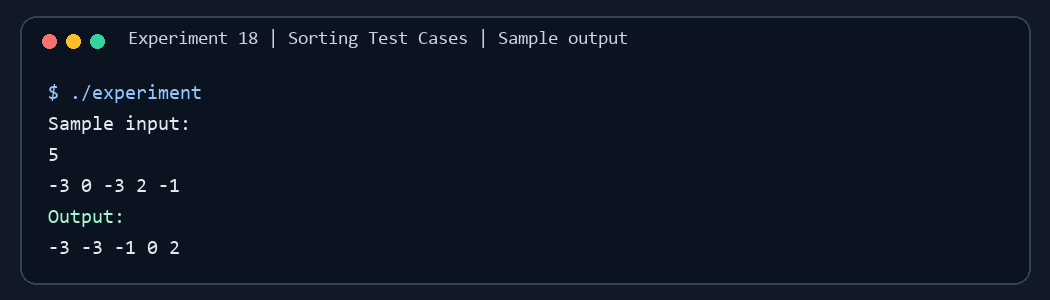 Experiment 18 | Sorting Test Cases | Sample output
$ ./experiment
Sample input:
5
-3 0 -3 2 -1
Output:
-3 -3 -1 0 2